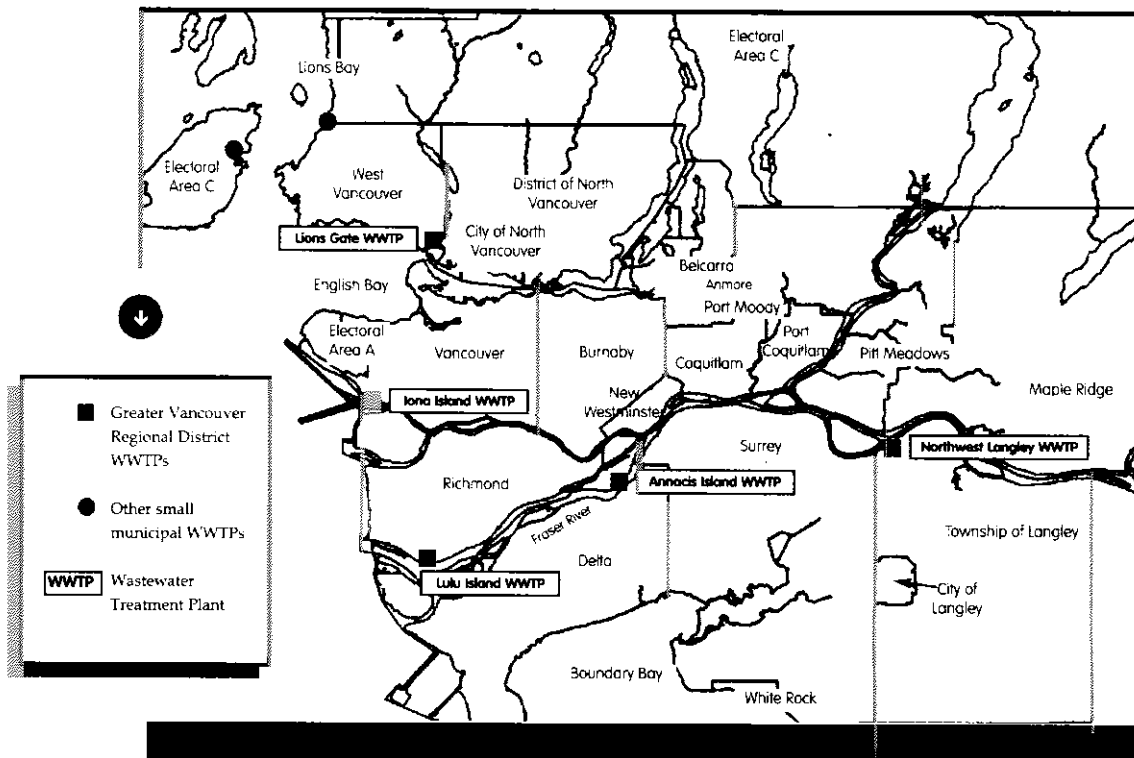 Lions Bay
Electoral
Area C
Electoral
Area C
West
Vancouver
District of North
Vancouver
Lions Gate WWTP
City of North
Vancouver
English Bay
Belcarra
Anmore
Port Moody
Electoral
Area A
Vancouver
Burnaby
Coquitlam
Port
Coquitlam
Pitt Meadows
Maple Ridge
Iona Island WWTP
New
Westminster
Surrey
Northwest Langley WWTP
Richmond
Annacis Island WWTP
Fraser River
Township of Langley
Lulu Island WWTP
Delta
City of
Langley
Boundary Bay
White Rock
Greater Vancouver
Regional District
WWTPs
Other small
municipal WWTPs
WWTP Wastewater
Treatment Plant